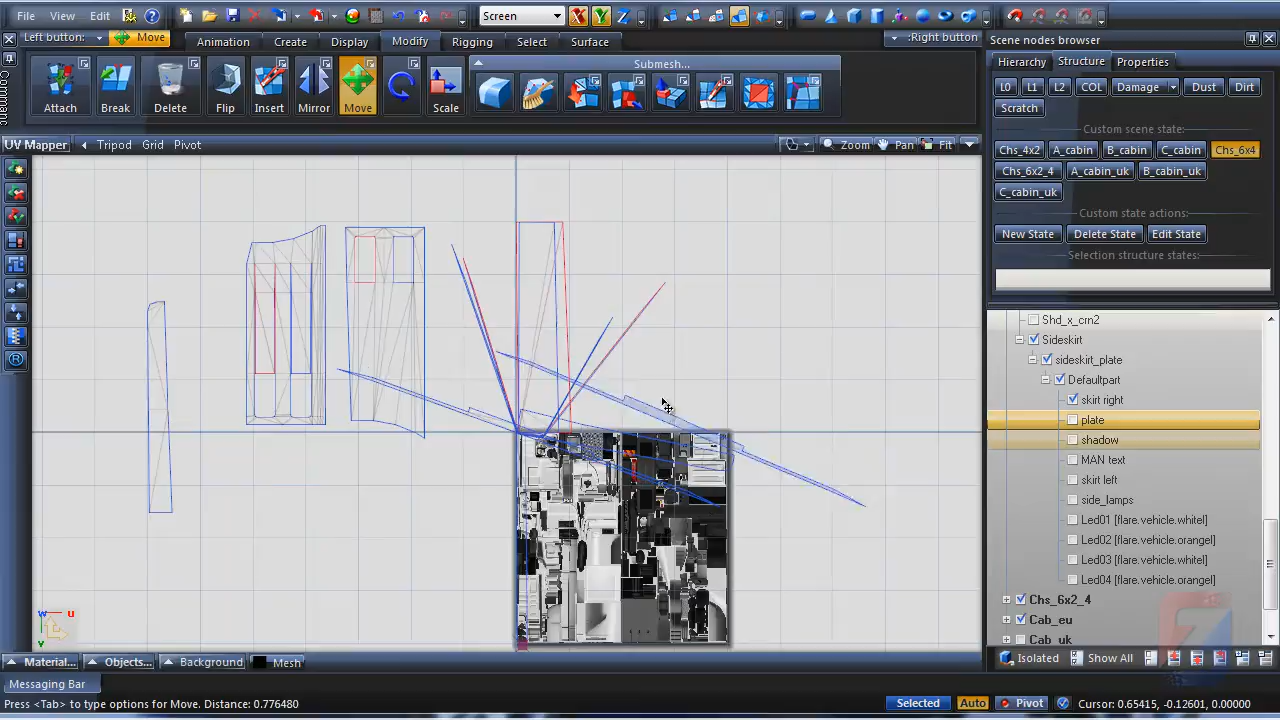 File View Edit Screen X Y Z
Left button: Move Animation Create Display Modify Rigging Select Surface :Right button
Scene nodes browser
Hierarchy Structure Properties
Submesh...
L0 L1 L2 COL Damage Dust Dirt
Attach Break Delete Flip Insert Mirror Move Scale
Scratch
Custom scene state:
UV Mapper Tripod Grid Pivot Zoom Pan Fit
Chs_4x2 A_cabin B_cabin C_cabin Chs_6x4
Chs_6x2_4 A_cabin_uk B_cabin_uk
C_cabin_uk
Custom state actions:
New State Delete State Edit State
Selection structure states:
Shd_x_crn2
Sideskirt
sideskirt_plate
Defaultpart
skirt right
plate
shadow
MAN text
skirt left
side_lamps
Led01 [flare.vehicle.whitel]
Led02 [flare.vehicle.orangel]
Led03 [flare.vehicle.whitel]
Led04 [flare.vehicle.orangel]
Chs_6x2_4
Cab_eu
Cab_uk
w u
v
Material... Objects... Background Mesh
Isolated Show All
Messaging Bar
Press <Tab> to type options for Move. Distance: 0.776480
Selected Auto Pivot Cursor: 0.65415, -0.12601, 0.00000